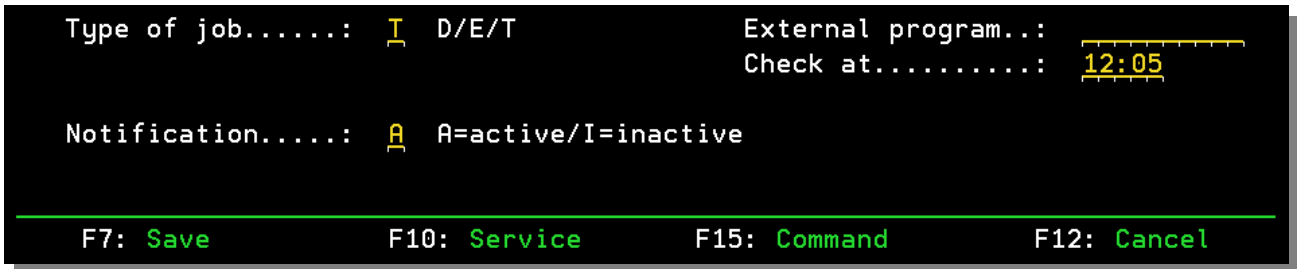 Type of job......: T D/E/T External program..:
Check at..........: 12:05
Notification.....: A A=active/I=inactive
F7: Save F10: Service F15: Command F12: Cancel